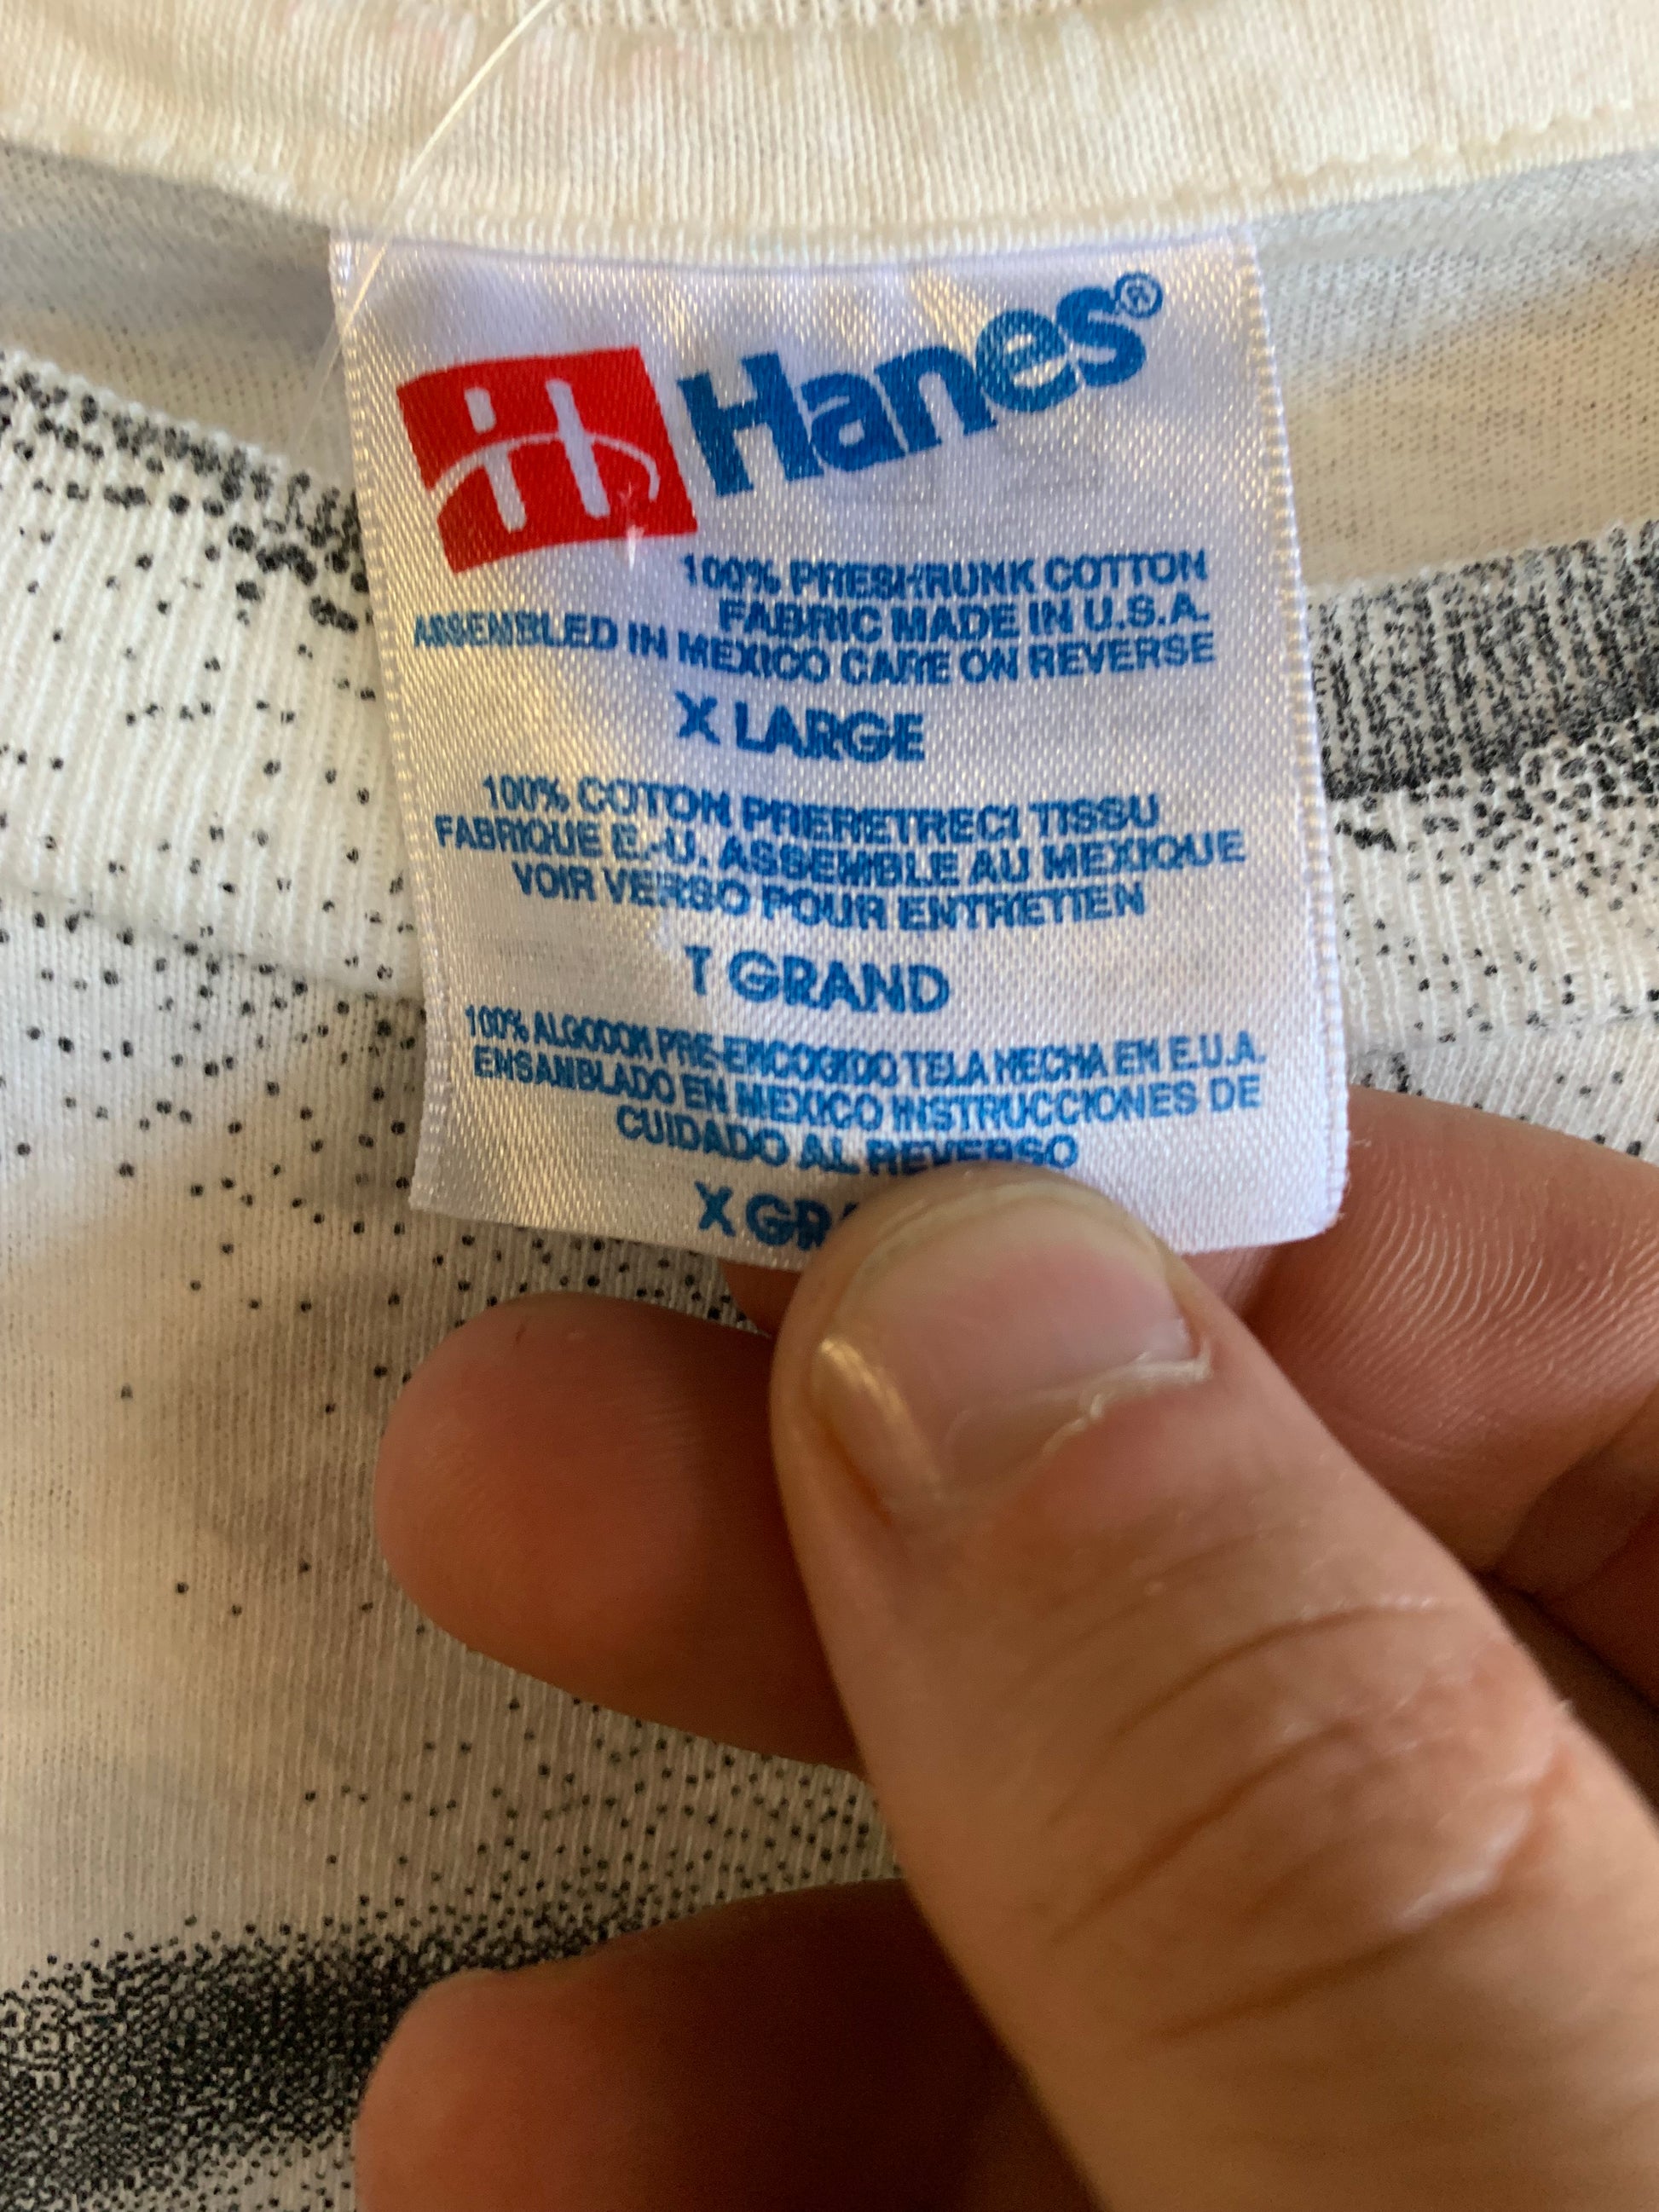 Hanes®
100% PRESHRUNK COTTON
FABRIC MADE IN U.S.A.
ASSEMBLED IN MEXICO CARE ON REVERSE
X LARGE
100% COTON PRERETRECI TISSU
FABRIQUE E.-U. ASSEMBLE AU MEXIQUE
VOIR VERSO POUR ENTRETIEN
T GRAND
100% ALGODON PRE-ENCOGIDO TELA HECHA EN E.U.A.
ENSAMBLADO EN MEXICO INSTRUCCIONES DE
CUIDADO AL REVERSO
X GRA